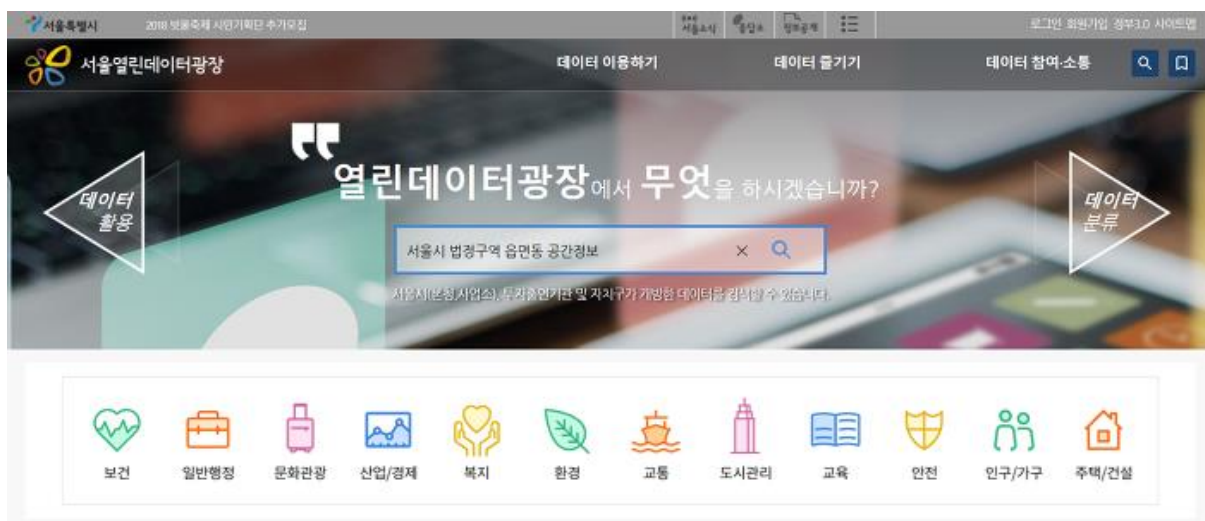 서울특별시 2018 벚꽃축제 시민기획단 추가모집 서울소식 응답소 정보공개 로그인 회원가입 정부3.0 사이트맵
서울열린데이터광장 데이터 이용하기 데이터 즐기기 데이터 참여·소통
열린데이터광장에서 무엇을 하시겠습니까?
데이터
활용
데이터
분류
서울시 법정구역 읍면동 공간정보
서울시(본청,사업소), 투자출연기관 및 자치구가 개방한 데이터를 검색할 수 있습니다.
보건 일반행정 문화관광 산업/경제 복지 환경 교통 도시관리 교육 안전 인구/가구 주택/건설